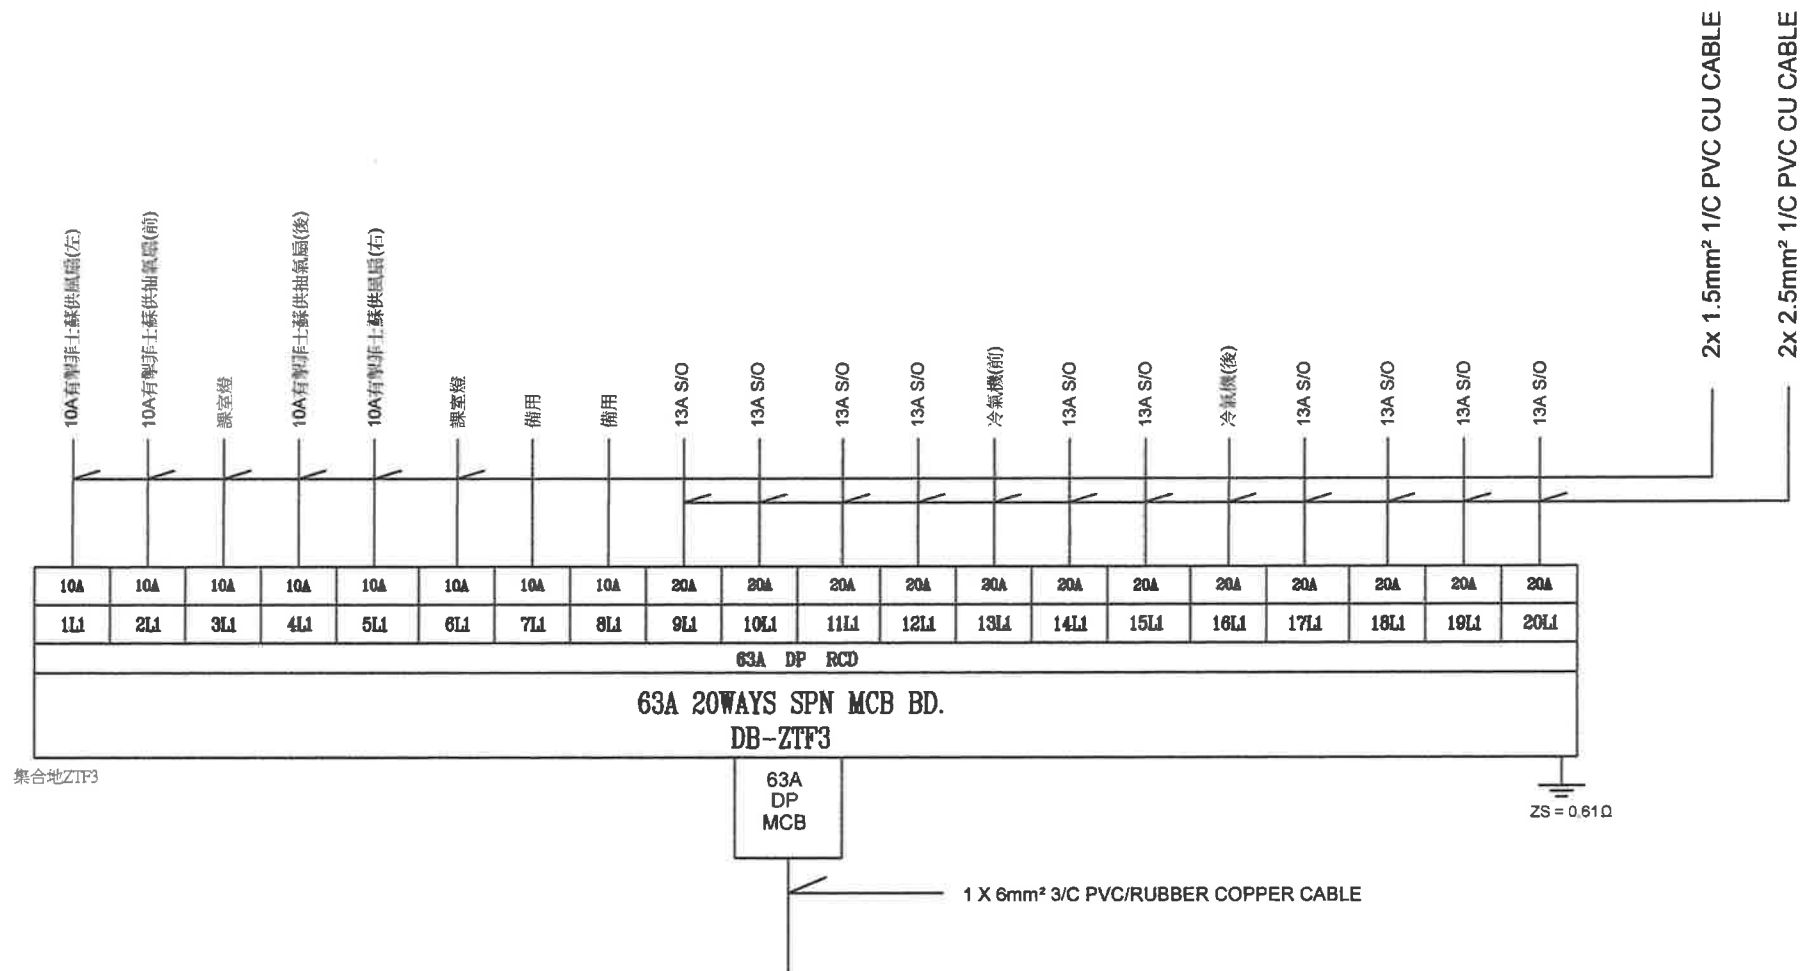 2x 1.5mm² 1/C PVC CU CABLE
2x 2.5mm² 1/C PVC CU CABLE
10A有掣菲士蘇供風扇(左)
10A有掣菲士蘇供抽氣扇(前)
課室燈
10A有掣菲士蘇供抽氣扇(後)
10A有掣菲士蘇供風扇(右)
課室燈
備用
備用
13A S/O
13A S/O
13A S/O
13A S/O
冷氣機(前)
13A S/O
13A S/O
冷氣機(後)
13A S/O
13A S/O
13A S/O
13A S/O
10A 10A 10A 10A 10A 10A 10A 10A 20A 20A 20A 20A 20A 20A 20A 20A 20A 20A 20A 20A
1L1 2L1 3L1 4L1 5L1 6L1 7L1 8L1 9L1 10L1 11L1 12L1 13L1 14L1 15L1 16L1 17L1 18L1 19L1 20L1
63A DP RCD
63A 20WAYS SPN MCB BD.
DB-ZTF3
集合地ZTF3
63A
DP
MCB
ZS = 0.61Ω
1 X 6mm² 3/C PVC/RUBBER COPPER CABLE